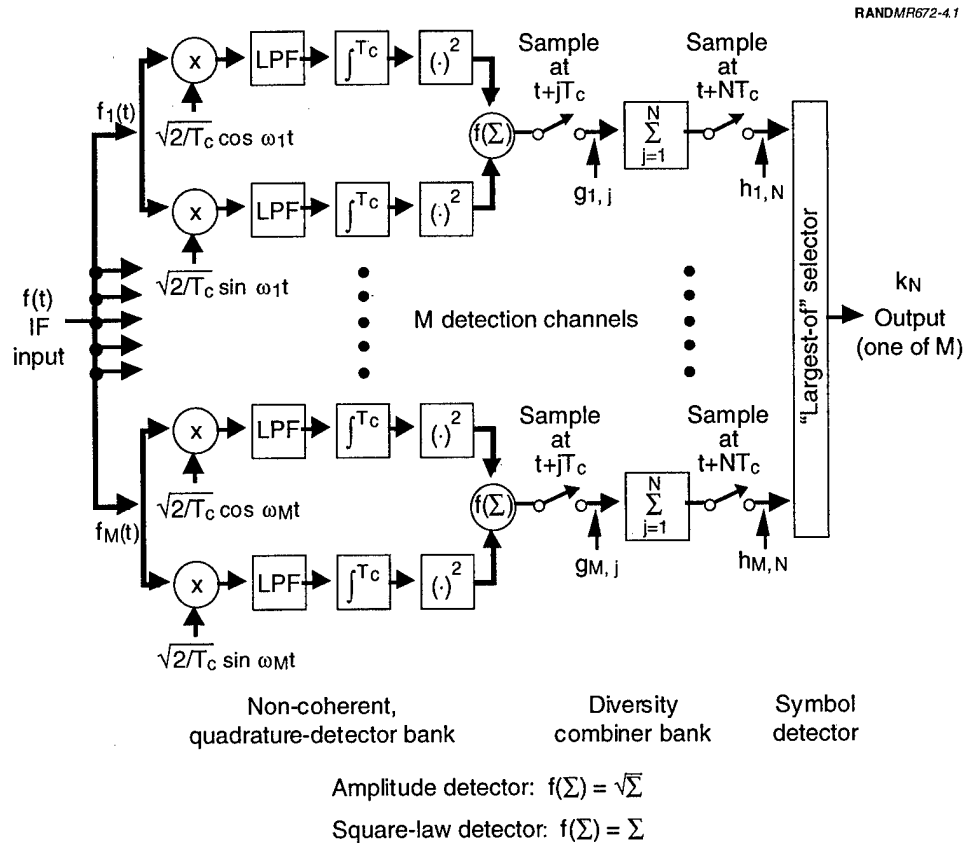 RANDMR672-4.1
f₁(t)
x
LPF
∫Tc
(·)²
√2/Tc cos ω₁t
f(Σ)
Sample
at
t+jTc
g₁, j
N
Σ
j=1
Sample
at
t+NTc
h₁, N
x
LPF
∫Tc
(·)²
√2/Tc sin ω₁t
f(t)
IF
input
M detection channels
"Largest-of" selector
kN
Output
(one of M)
x
LPF
∫Tc
(·)²
√2/Tc cos ωMt
fM(t)
f(Σ)
Sample
at
t+jTc
gM, j
N
Σ
j=1
Sample
at
t+NTc
hM, N
x
LPF
∫Tc
(·)²
√2/Tc sin ωMt
Non-coherent,
quadrature-detector bank
Diversity
combiner bank
Symbol
detector
Amplitude detector: f(Σ) = √Σ
Square-law detector: f(Σ) = Σ